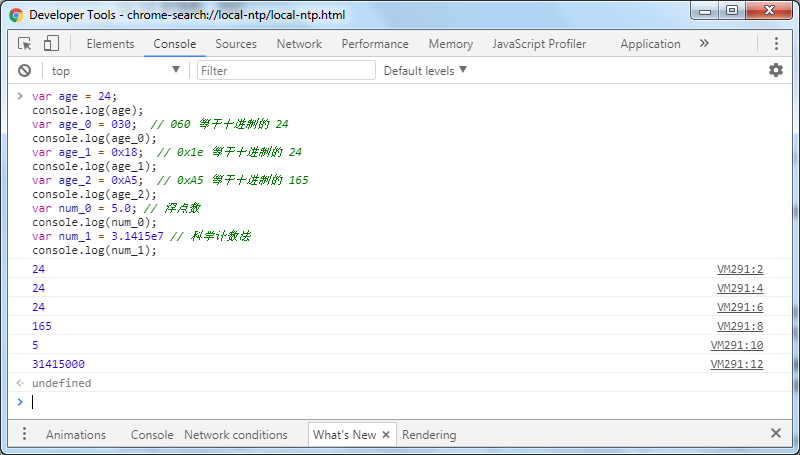 Developer Tools - chrome-search://local-ntp/local-ntp.html
Elements Console Sources Network Performance Memory JavaScript Profiler Application »
top Filter Default levels
var age = 24;
console.log(age);
var age_0 = 030;  // 060 等于十进制的 24
console.log(age_0);
var age_1 = 0x18;  // 0x1e 等于十进制的 24
console.log(age_1);
var age_2 = 0xA5;  // 0xA5 等于十进制的 165
console.log(age_2);
var num_0 = 5.0; // 浮点数
console.log(num_0);
var num_1 = 3.1415e7 // 科学计数法
console.log(num_1);
24 VM291:2
24 VM291:4
24 VM291:6
165 VM291:8
5 VM291:10
31415000 VM291:12
undefined
Animations Console Network conditions What's New Rendering